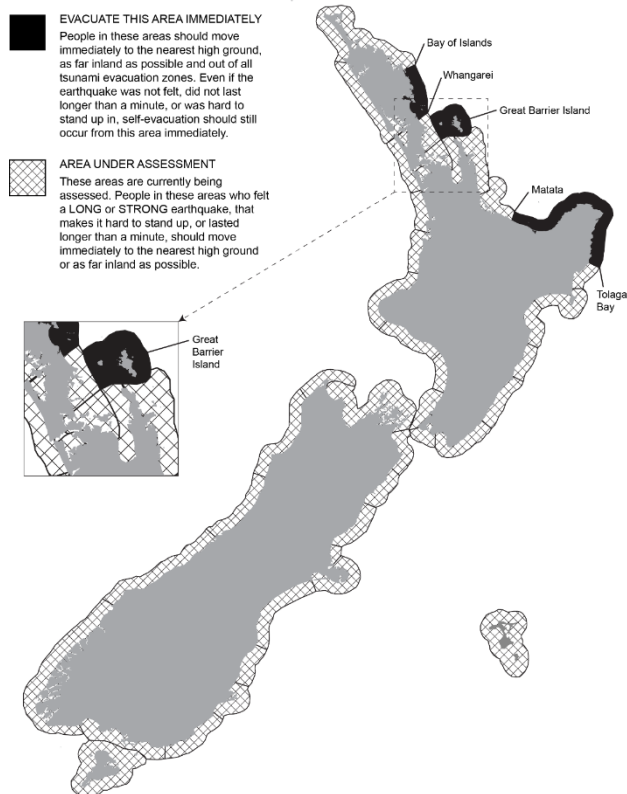 EVACUATE THIS AREA IMMEDIATELY
People in these areas should move
immediately to the nearest high ground,
as far inland as possible and out of all
tsunami evacuation zones. Even if the
earthquake was not felt, did not last
longer than a minute, or was hard to
stand up in, self-evacuation should still
occur from this area immediately.
AREA UNDER ASSESSMENT
These areas are currently being
assessed. People in these areas who felt
a LONG or STRONG earthquake, that
makes it hard to stand up, or lasted
longer than a minute, should move
immediately to the nearest high ground
or as far inland as possible.
Bay of Islands
Whangarei
Great Barrier Island
Matata
Tolaga
Bay
Great
Barrier
Island